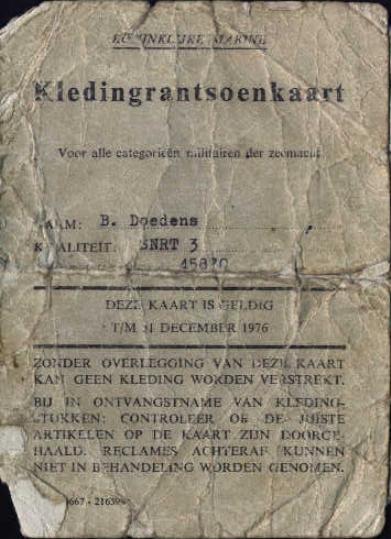 KONINKLIJKE MARINE
Kledingrantsoenkaart
Voor alle categorieën militairen der zeemacht
NAAM: B. Doedens
KWALITEIT: SNRT 3
45870
DEZE KAART IS GELDIG
T/M 31 DECEMBER 1976
ZONDER OVERLEGGING VAN DEZE KAART
KAN GEEN KLEDING WORDEN VERSTREKT.
BIJ IN ONTVANGSTNAME VAN KLEDING-
STUKKEN: CONTROLEER OF DE JUISTE
ARTIKELEN OP DE KAART ZIJN DOORGE-
HAALD. RECLAMES ACHTERAF KUNNEN
NIET IN BEHANDELING WORDEN GENOMEN.